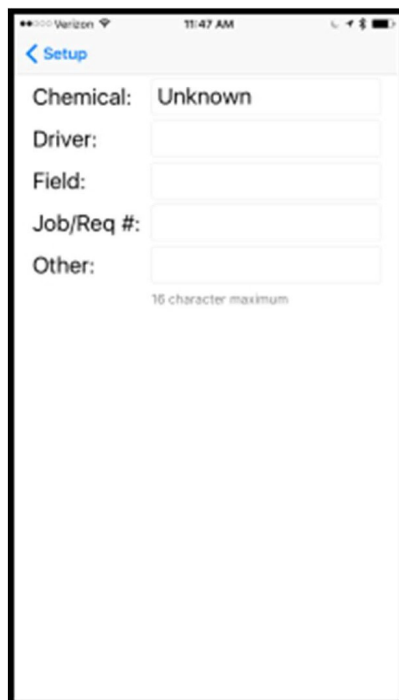 Verizon 11:47 AM
Setup
Chemical: Unknown
Driver:
Field:
Job/Req #:
Other:
16 character maximum